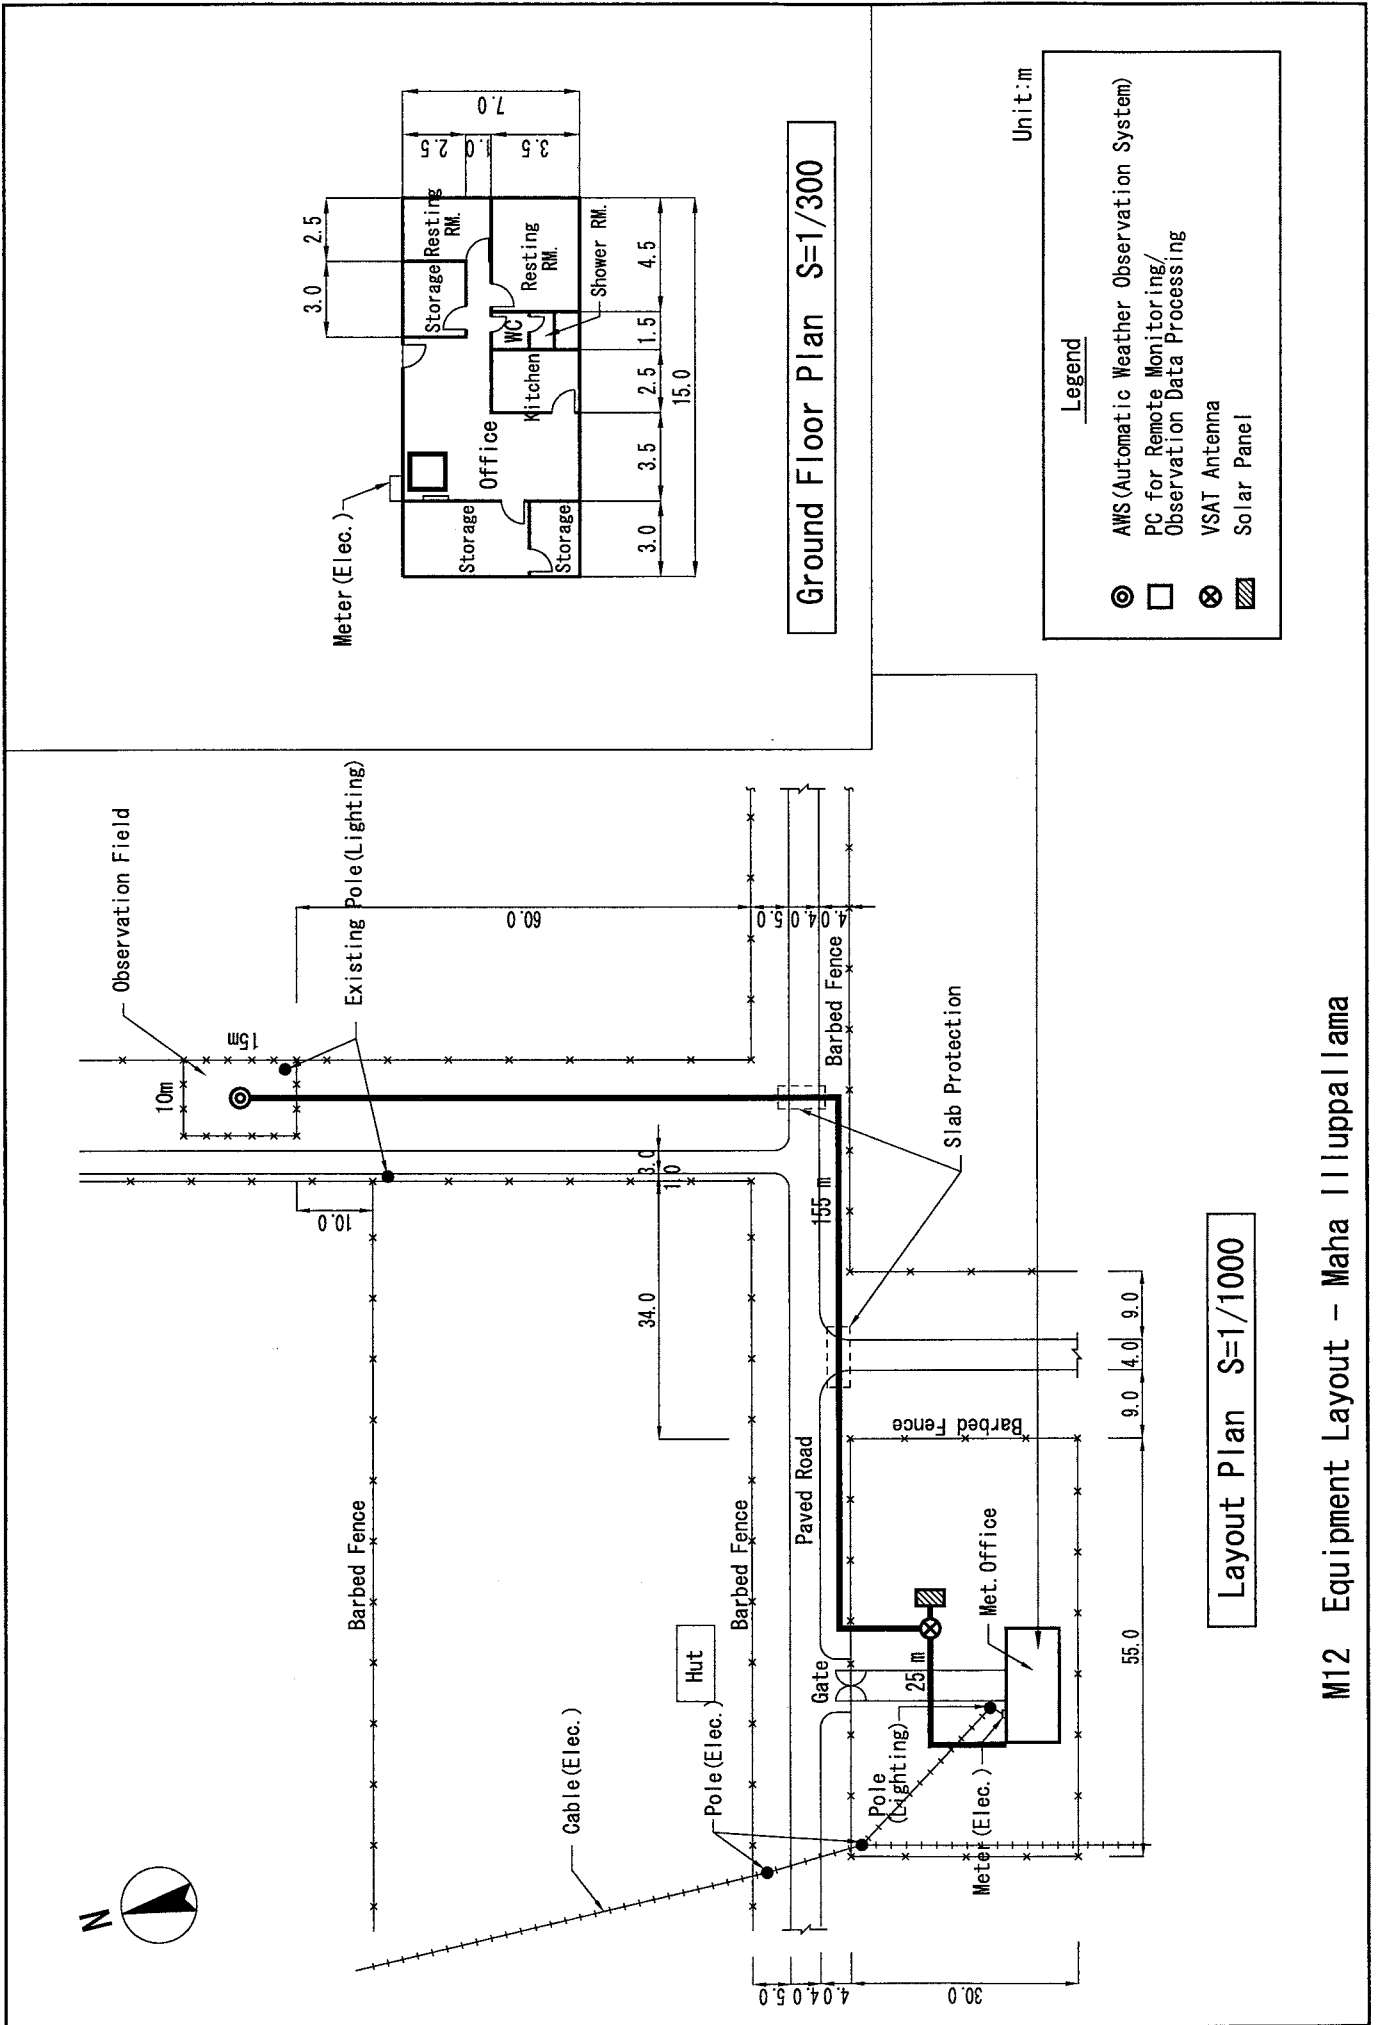 N
Cable(Elec.)
Hut
Pole(Elec.)
Barbed Fence
Barbed Fence
10.0
34.0
3.0
1.0
10m
15m
Observation Field
Existing Pole(Lighting)
60.0
5.0
4.0
4.0
Barbed Fence
Slab Protection
155 m
Paved Road
Gate
25 m
Pole
(Lighting)
Meter(Elec.)
Met.Office
Barbed Fence
5.0
4.0
4.0
30.0
55.0
9.0
4.0
9.0
Layout Plan S=1/1000
Meter(Elec.)
3.0
2.5
Storage
Resting
RM.
2.5
1.0
3.5
7.0
Office
Storage
Storage
Kitchen
WC
Resting
RM.
Shower RM.
3.0
3.5
2.5
1.5
4.5
15.0
Ground Floor Plan S=1/300
Unit:m
Legend
AWS(Automatic Weather Observation System)
PC for Remote Monitoring/
Observation Data Processing
VSAT Antenna
Solar Panel
M12 Equipment Layout - Maha Illuppallama